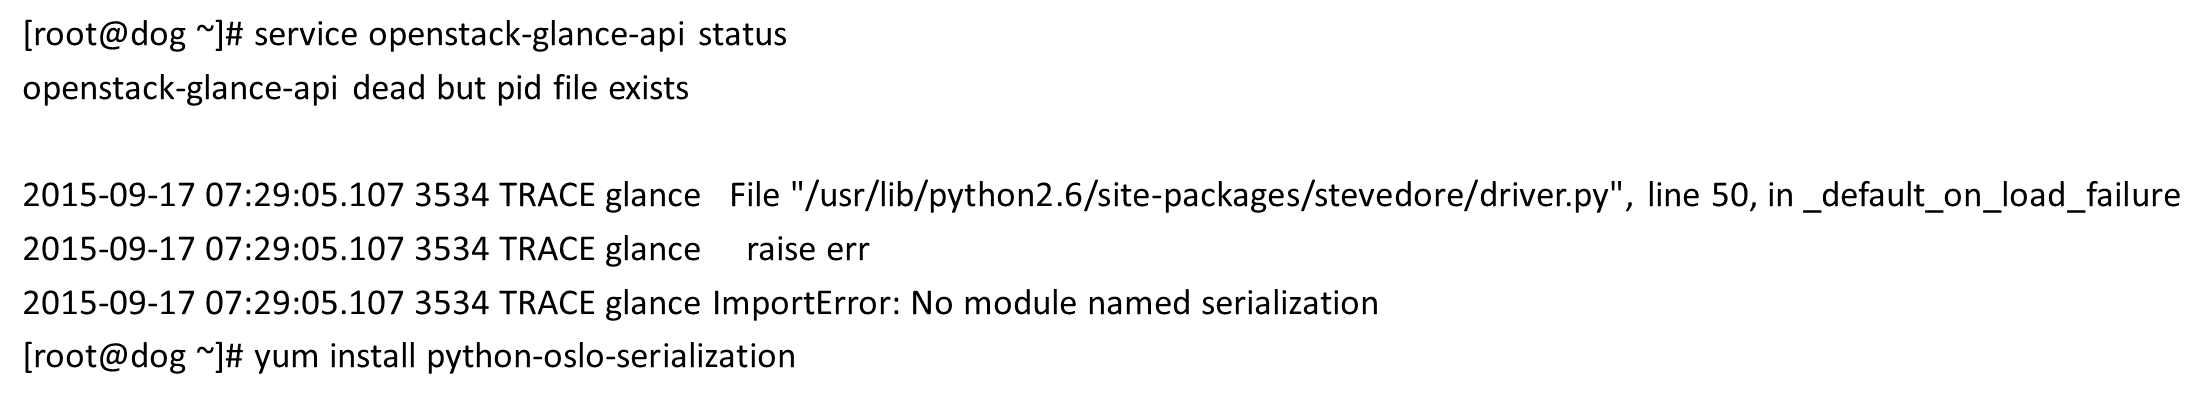 [root@dog ~]# service openstack-glance-api status
openstack-glance-api dead but pid file exists
2015-09-17 07:29:05.107 3534 TRACE glance   File "/usr/lib/python2.6/site-packages/stevedore/driver.py", line 50, in _default_on_load_failure
2015-09-17 07:29:05.107 3534 TRACE glance     raise err
2015-09-17 07:29:05.107 3534 TRACE glance ImportError: No module named serialization
[root@dog ~]# yum install python-oslo-serialization